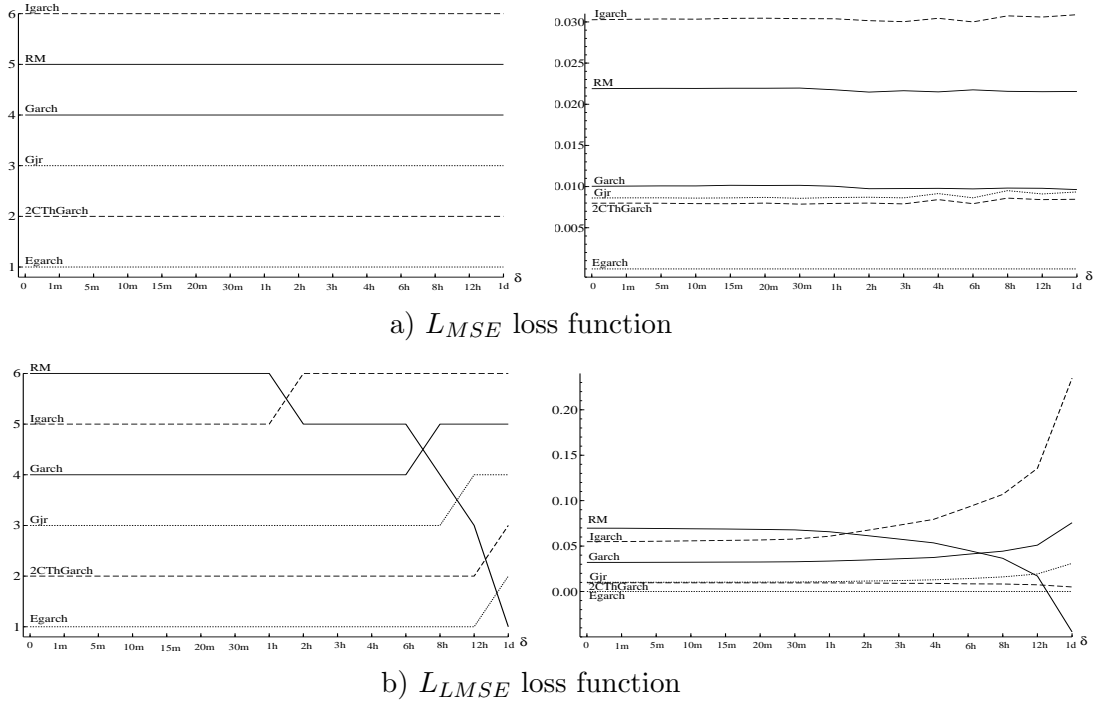 6 Igarch
5 RM
4 Garch
3 Gjr
2 2CThGarch
1 Egarch
0 1m 5m 10m 15m 20m 30m 1h 2h 3h 4h 6h 8h 12h 1d δ
0.030 Igarch
0.025
RM
0.020
0.015
0.010 Garch
Gjr
2CThGarch
0.005
Egarch
0 1m 5m 10m 15m 20m 30m 1h 2h 3h 4h 6h 8h 12h 1d δ
a) L_{MSE} loss function
6 RM
5 Igarch
4 Garch
3 Gjr
2 2CThGarch
1 Egarch
0 1m 5m 10m 15m 20m 30m 1h 2h 3h 4h 6h 8h 12h 1d δ
0.20
0.15
0.10
RM
0.05 Igarch
Garch
Gjr
0.00 2CThGarch
Egarch
0 1m 5m 10m 15m 20m 30m 1h 2h 3h 4h 6h 8h 12h 1d δ
b) L_{LMSE} loss function